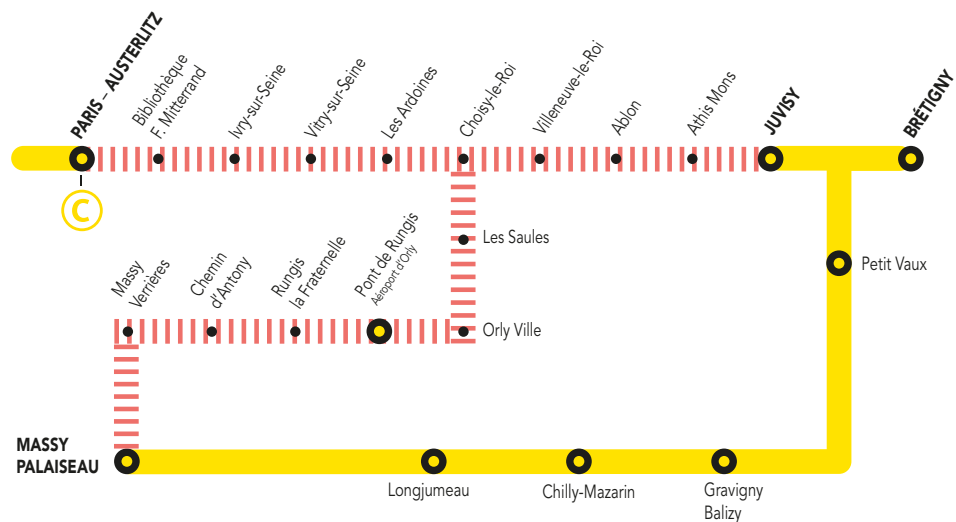 PARIS – AUSTERLITZ
Bibliothèque
F. Mitterrand
Ivry-sur-Seine
Vitry-sur-Seine
Les Ardoines
Choisy-le-Roi
Villeneuve-le-Roi
Ablon
Athis Mons
JUVISY
BRÉTIGNY
C
Massy
Verrières
Chemin
d'Antony
Rungis
la Fraternelle
Pont de Rungis
Aéroport d'Orly
Les Saules
Petit Vaux
Orly Ville
MASSY
PALAISEAU
Longjumeau
Chilly-Mazarin
Gravigny
Balizy